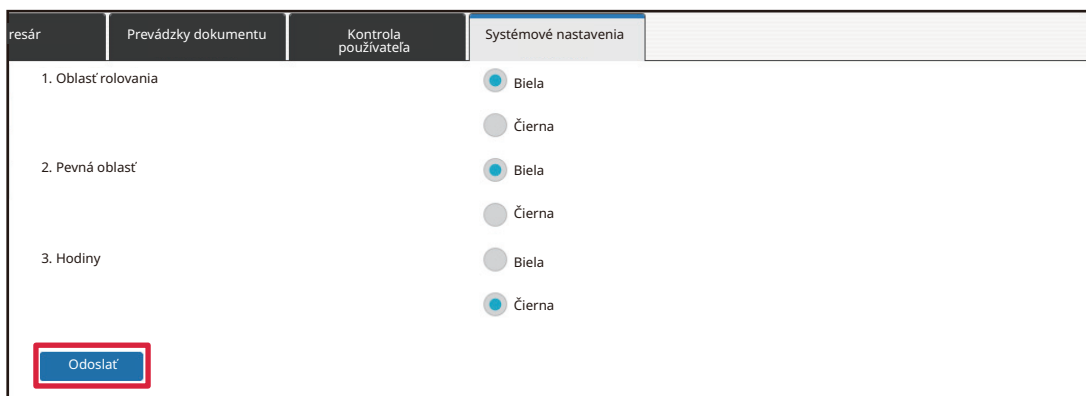 resár
Prevádzky dokumentu
Kontrola
používateľa
Systémové nastavenia
1. Oblasť rolovania
Biela
Čierna
2. Pevná oblasť
Biela
Čierna
3. Hodiny
Biela
Čierna
Odoslať